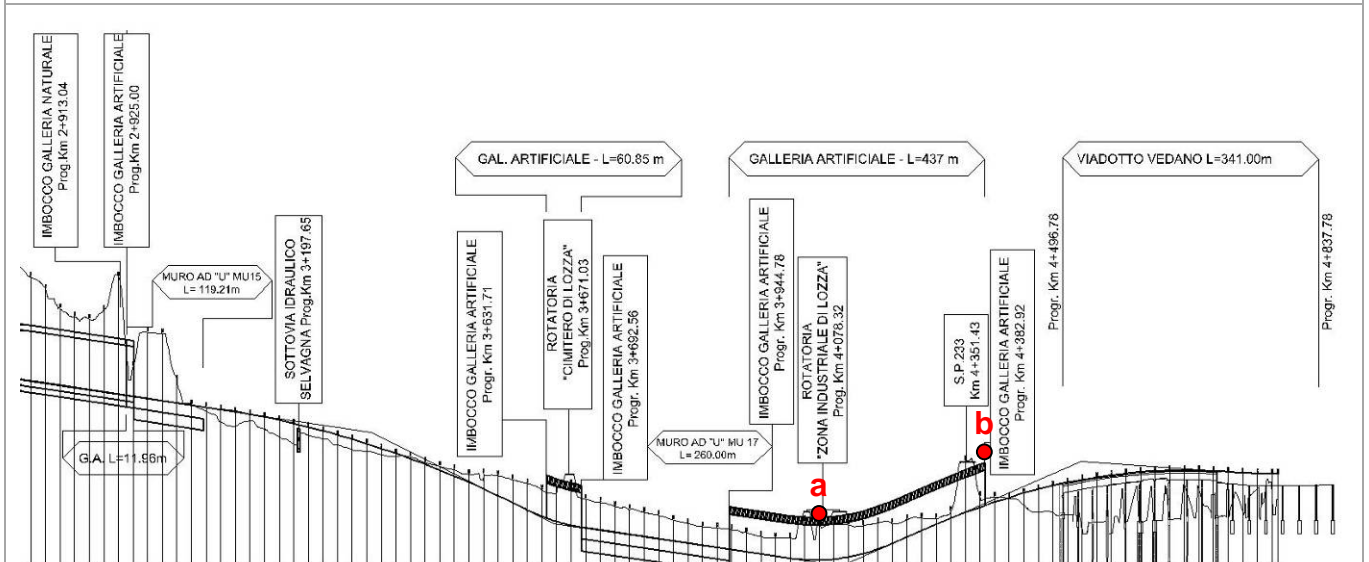 IMBOCCO GALLERIA NATURALE
Prog.Km 2+913.04
IMBOCCO GALLERIA ARTIFICIALE
Prog.Km 2+925.00
MURO AD "U" MU15
L= 119.21m
G.A. L=11.96m
SOTTOVIA IDRAULICO
SELVAGNA Prog.Km 3+197.65
GAL. ARTIFICIALE - L=60.85 m
IMBOCCO GALLERIA ARTIFICIALE
Progr. Km 3+631.71
ROTATORIA
"CIMITERO DI LOZZA"
Prog.Km 3+671.03
IMBOCCO GALLERIA ARTIFICIALE
Progr. Km 3+692.56
MURO AD "U" MU 17
L= 260.00m
GALLERIA ARTIFICIALE - L=437 m
IMBOCCO GALLERIA ARTIFICIALE
Progr. Km 3+944.78
ROTATORIA
"ZONA INDUSTRIALE DI LOZZA"
Prog.Km 4+078.32
a
S.P.233
Km 4+351.43
b
IMBOCCO GALLERIA ARTIFICIALE
Progr. Km 4+382.92
VIADOTTO VEDANO L=341.00m
Progr. Km 4+496.78
Progr. Km 4+837.78